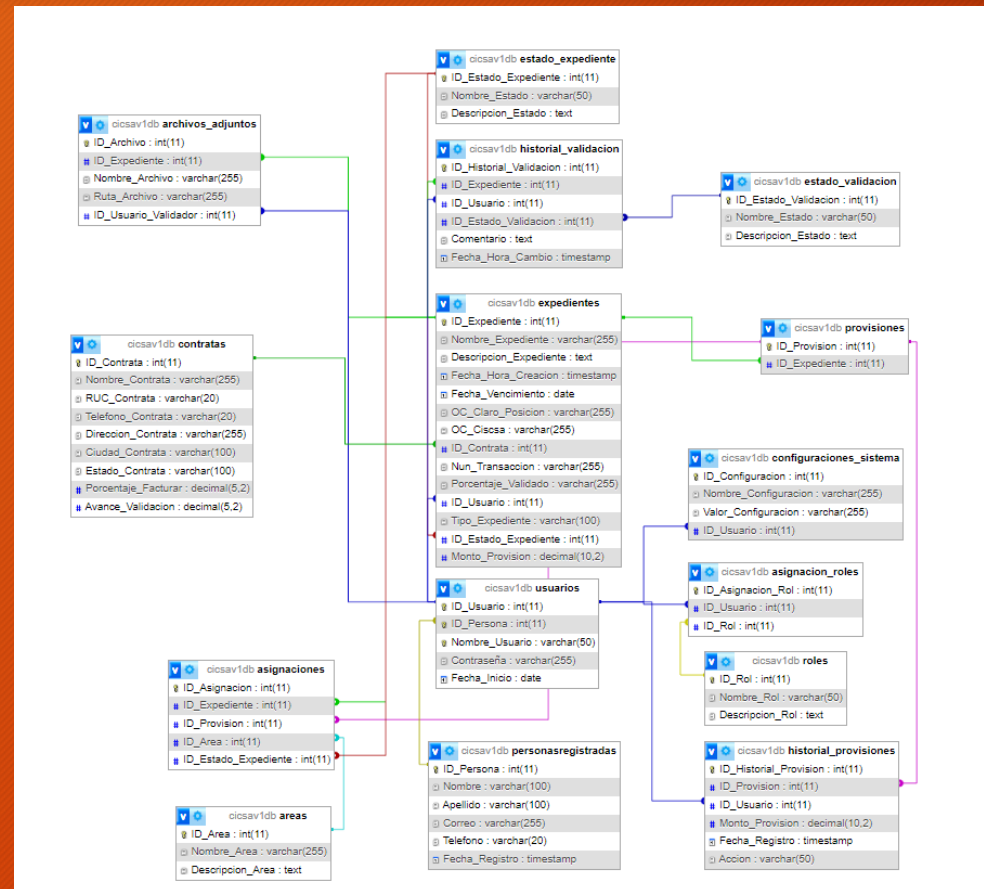 cicsav1db estado_expediente
ID_Estado_Expediente : int(11)
Nombre_Estado : varchar(50)
Descripcion_Estado : text
cicsav1db archivos_adjuntos
ID_Archivo : int(11)
ID_Expediente : int(11)
Nombre_Archivo : varchar(255)
Ruta_Archivo : varchar(255)
ID_Usuario_Validador : int(11)
cicsav1db historial_validacion
ID_Historial_Validacion : int(11)
ID_Expediente : int(11)
ID_Usuario : int(11)
ID_Estado_Validacion : int(11)
Comentario : text
Fecha_Hora_Cambio : timestamp
cicsav1db estado_validacion
ID_Estado_Validacion : int(11)
Nombre_Estado : varchar(50)
Descripcion_Estado : text
cicsav1db expedientes
ID_Expediente : int(11)
Nombre_Expediente : varchar(255)
Descripcion_Expediente : text
Fecha_Hora_Creacion : timestamp
Fecha_Vencimiento : date
OC_Claro_Posicion : varchar(255)
OC_Ciscsa : varchar(255)
ID_Contrata : int(11)
Nun_Transaccion : varchar(255)
Porcentaje_Validado : varchar(255)
ID_Usuario : int(11)
Tipo_Expediente : varchar(100)
ID_Estado_Expediente : int(11)
Monto_Provision : decimal(10,2)
cicsav1db provisiones
ID_Provision : int(11)
ID_Expediente : int(11)
cicsav1db contratas
ID_Contrata : int(11)
Nombre_Contrata : varchar(255)
RUC_Contrata : varchar(20)
Telefono_Contrata : varchar(20)
Direccion_Contrata : varchar(255)
Ciudad_Contrata : varchar(100)
Estado_Contrata : varchar(100)
Porcentaje_Facturar : decimal(5,2)
Avance_Validacion : decimal(5,2)
cicsav1db configuraciones_sistema
ID_Configuracion : int(11)
Nombre_Configuracion : varchar(255)
Valor_Configuracion : varchar(255)
ID_Usuario : int(11)
cicsav1db asignacion_roles
ID_Asignacion_Rol : int(11)
ID_Usuario : int(11)
ID_Rol : int(11)
cicsav1db usuarios
ID_Usuario : int(11)
ID_Persona : int(11)
Nombre_Usuario : varchar(50)
Contraseña : varchar(255)
Fecha_Inicio : date
cicsav1db roles
ID_Rol : int(11)
Nombre_Rol : varchar(50)
Descripcion_Rol : text
cicsav1db asignaciones
ID_Asignacion : int(11)
ID_Expediente : int(11)
ID_Provision : int(11)
ID_Area : int(11)
ID_Estado_Expediente : int(11)
cicsav1db personasregistradas
ID_Persona : int(11)
Nombre : varchar(100)
Apellido : varchar(100)
Correo : varchar(255)
Telefono : varchar(20)
Fecha_Registro : timestamp
cicsav1db historial_provisiones
ID_Historial_Provision : int(11)
ID_Provision : int(11)
ID_Usuario : int(11)
Monto_Provision : decimal(10,2)
Fecha_Registro : timestamp
Accion : varchar(50)
cicsav1db areas
ID_Area : int(11)
Nombre_Area : varchar(255)
Descripcion_Area : text